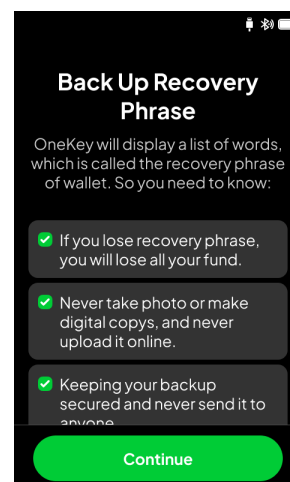 Back Up Recovery
Phrase
OneKey will display a list of words,
which is called the recovery phrase
of wallet. So you need to know:
If you lose recovery phrase,
you will lose all your fund.
Never take photo or make
digital copys, and never
upload it online.
Keeping your backup
secured and never send it to
anyone
Continue